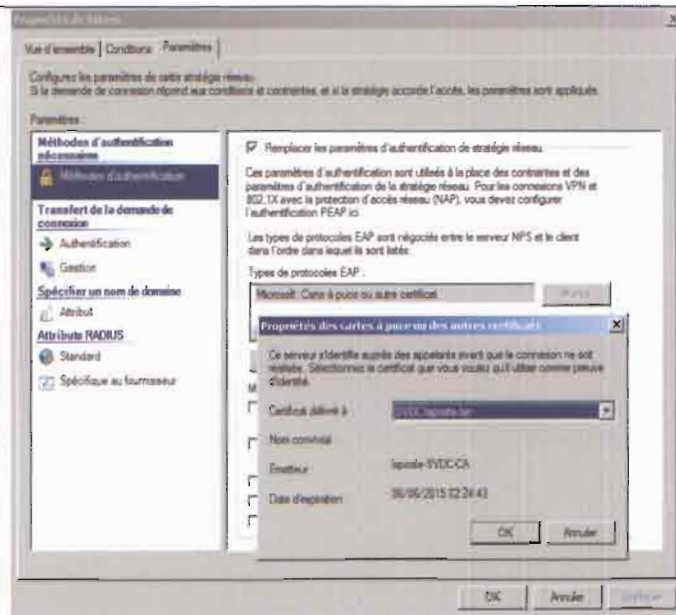 Vue d'ensemble | Conditions | Paramètres
Configurez les paramètres de cette stratégie réseau.
Si la demande de connexion répond aux conditions et contraintes, et si la stratégie accorde l'accès, les paramètres sont appliqués.
Paramètres :
Méthodes d'authentification
nécessaires
Méthodes d'authentification
Transfert de la demande de
connexion
Authentification
Gestion
Spécifier un nom de domaine
Attribut
Attributs RADIUS
Standard
Spécifique au fournisseur
Remplacer les paramètres d'authentification de stratégie réseau
Ces paramètres d'authentification sont utilisés à la place des contraintes et des
paramètres d'authentification de la stratégie réseau. Pour les connexions VPN et
802.1X avec la protection d'accès réseau (NAP), vous devez configurer
l'authentification PEAP ici.
Les types de protocoles EAP sont négociés entre le serveur NPS et le client
dans l'ordre dans lequel ils sont listés.
Types de protocoles EAP :
Microsoft: Carte à puce ou autre certificat
Propriétés des cartes à puce ou des autres certificats
Ce serveur s'identifie auprès des appelants avant que la connexion ne soit
réalisée. Sélectionnez le certificat que vous voulez qu'il utilise comme preuve
d'identité.
Certificat délivré à :
Nom convivial :
Émetteur : laposte-SVDC-CA
Date d'expiration : 06/06/2015 02:24:43
OK Annuler
OK Annuler